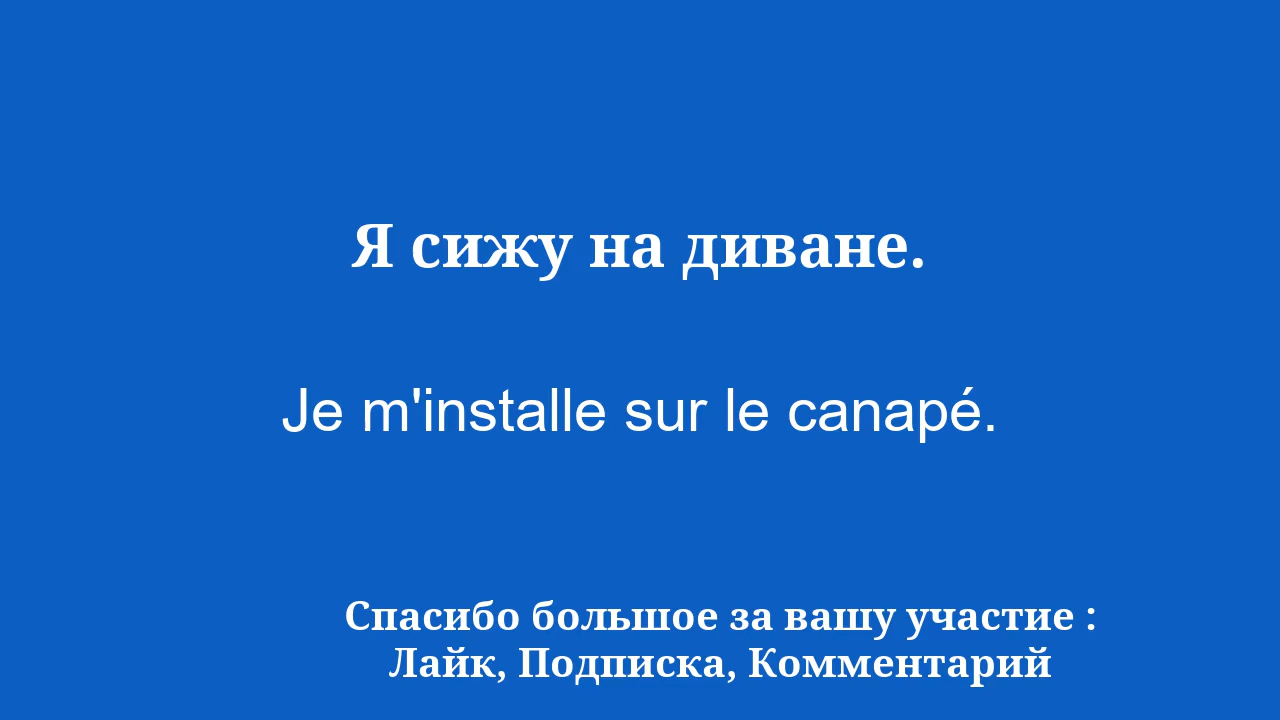 Я сижу на диване.
Je m'installe sur le canapé.
Спасибо большое за вашу участие :
Лайк, Подписка, Комментарий